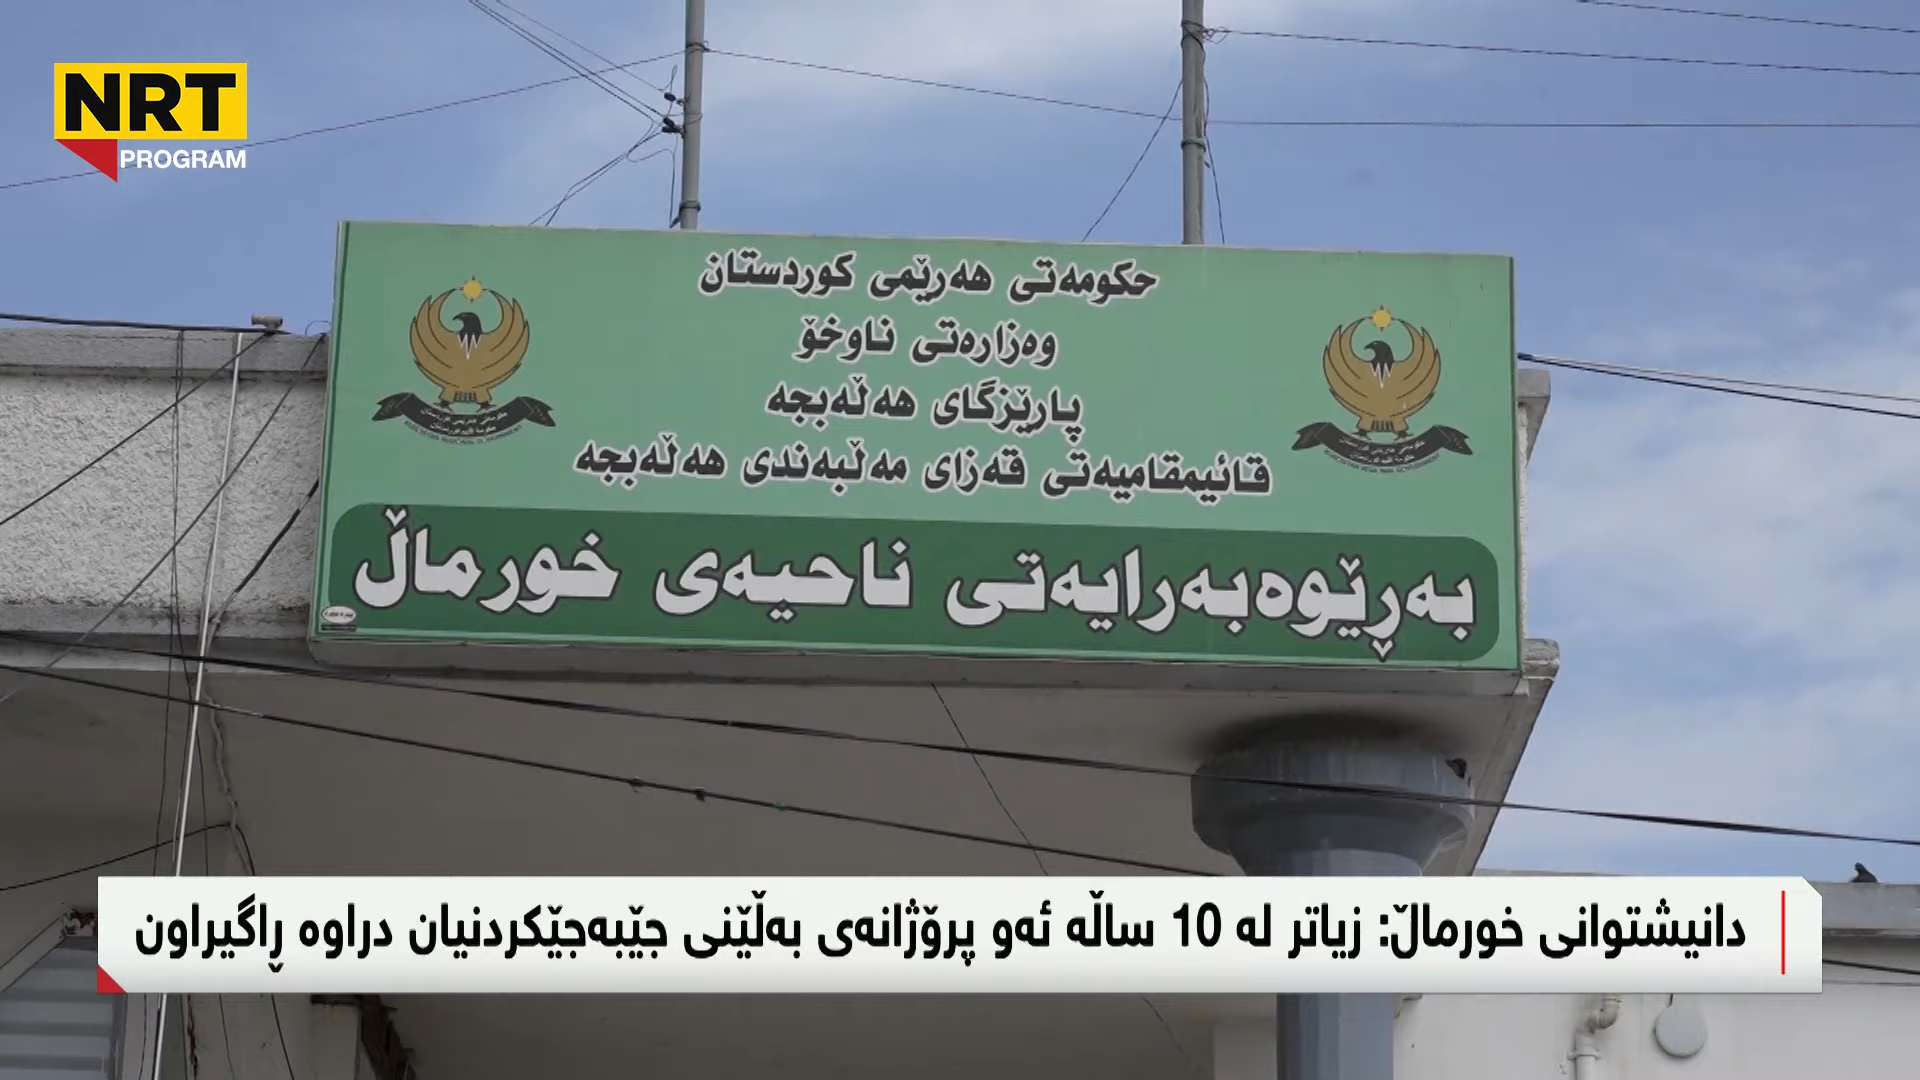 NRT
PROGRAM
حکومەتی هەرێمی کوردستان
وەزارەتی ناوخۆ
پارێزگای هەڵەبجە
قائیمقامیەتی قەزای مەڵبەندی هەڵەبجە
بەڕێوەبەرایەتی ناحیەی خورماڵ
دانیشتوانی خورماڵ: زیاتر لە 10 ساڵە ئەو پرۆژانەی بەڵێنی جێبەجێکردنیان دراوە ڕاگیراون